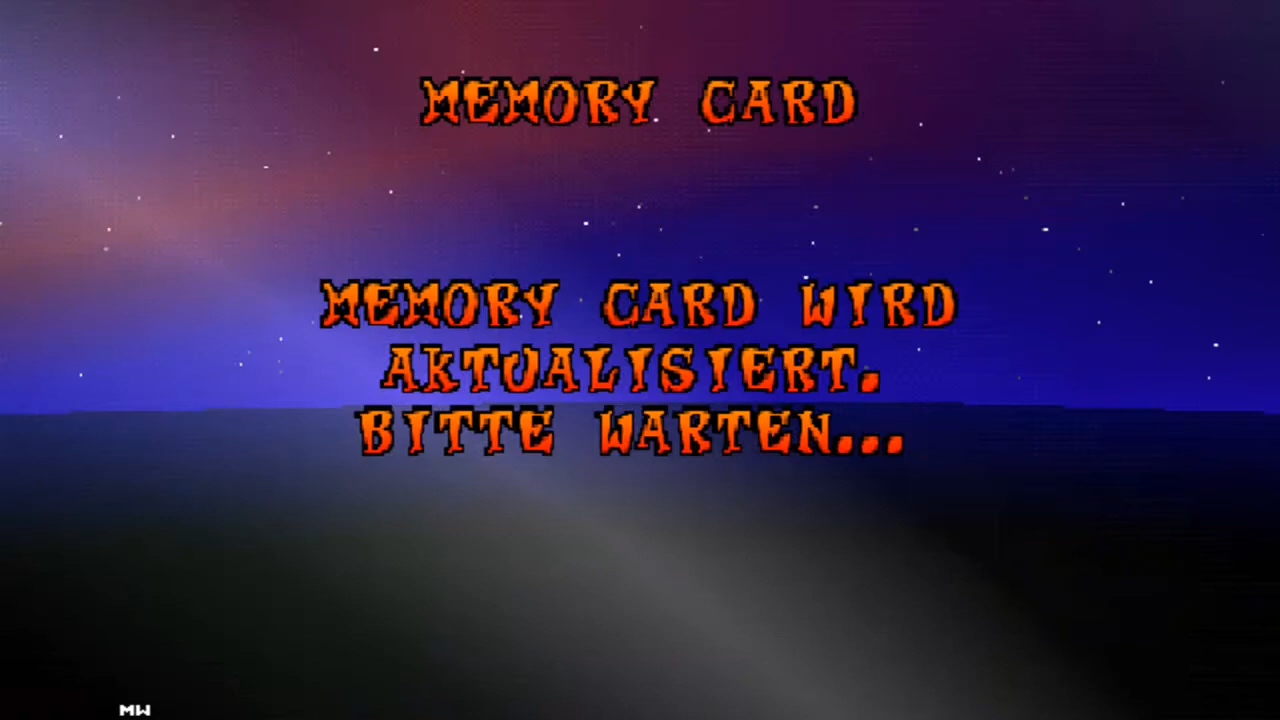 MEMORY CARD
MEMORY CARD WIRD
AKTUALISIERT.
BITTE WARTEN...
MW